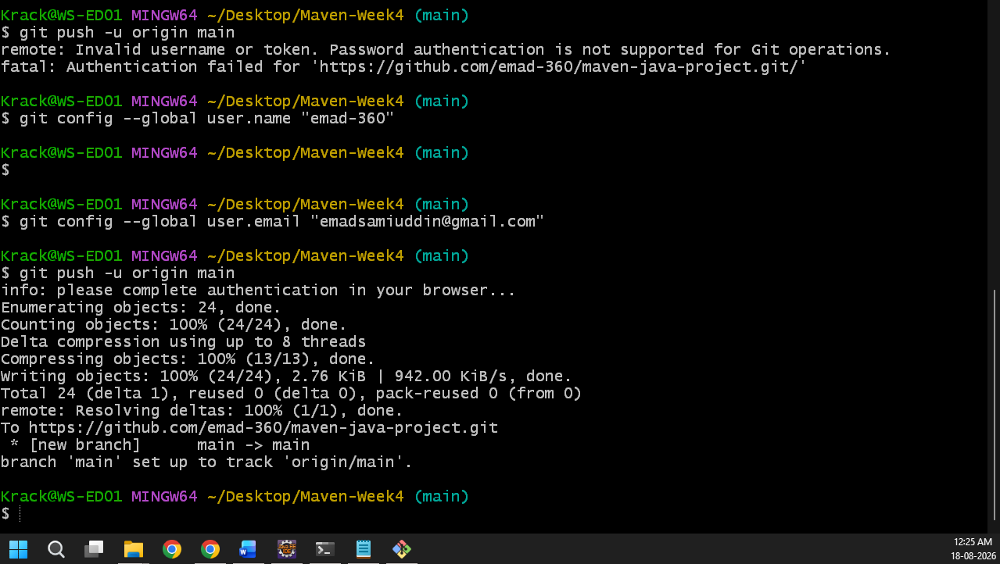 Krack@WS-ED01 MINGW64 ~/Desktop/Maven-Week4 (main)
$ git push -u origin main
remote: Invalid username or token. Password authentication is not supported for Git operations.
fatal: Authentication failed for 'https://github.com/emad-360/maven-java-project.git/'
Krack@WS-ED01 MINGW64 ~/Desktop/Maven-Week4 (main)
$ git config --global user.name "emad-360"
Krack@WS-ED01 MINGW64 ~/Desktop/Maven-Week4 (main)
$
Krack@WS-ED01 MINGW64 ~/Desktop/Maven-Week4 (main)
$ git config --global user.email "emadsamiuddin@gmail.com"
Krack@WS-ED01 MINGW64 ~/Desktop/Maven-Week4 (main)
$ git push -u origin main
info: please complete authentication in your browser...
Enumerating objects: 24, done.
Counting objects: 100% (24/24), done.
Delta compression using up to 8 threads
Compressing objects: 100% (13/13), done.
Writing objects: 100% (24/24), 2.76 KiB | 942.00 KiB/s, done.
Total 24 (delta 1), reused 0 (delta 0), pack-reused 0 (from 0)
remote: Resolving deltas: 100% (1/1), done.
To https://github.com/emad-360/maven-java-project.git
 * [new branch]      main -> main
branch 'main' set up to track 'origin/main'.
Krack@WS-ED01 MINGW64 ~/Desktop/Maven-Week4 (main)
$
12:25 AM
18-08-2026